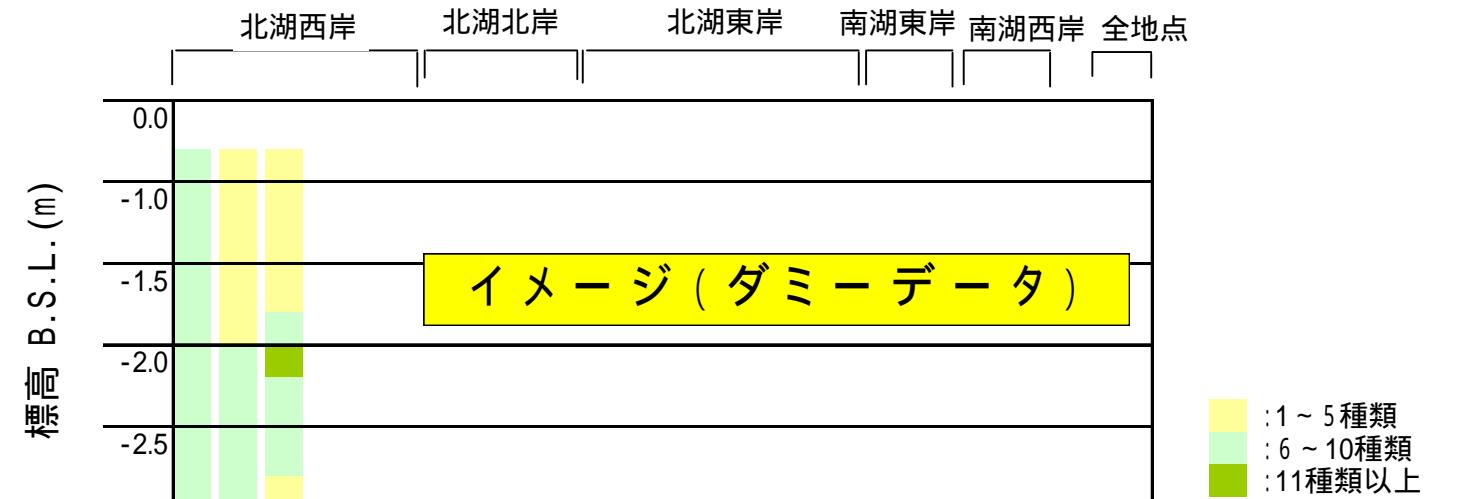 北湖西岸 北湖北岸 北湖東岸 南湖東岸 南湖西岸 全地点
0.0
-1.0
-1.5
-2.0
-2.5
標高 B.S.L.(m)
イメージ(ダミーデータ)
:1～5種類
:6～10種類
:11種類以上